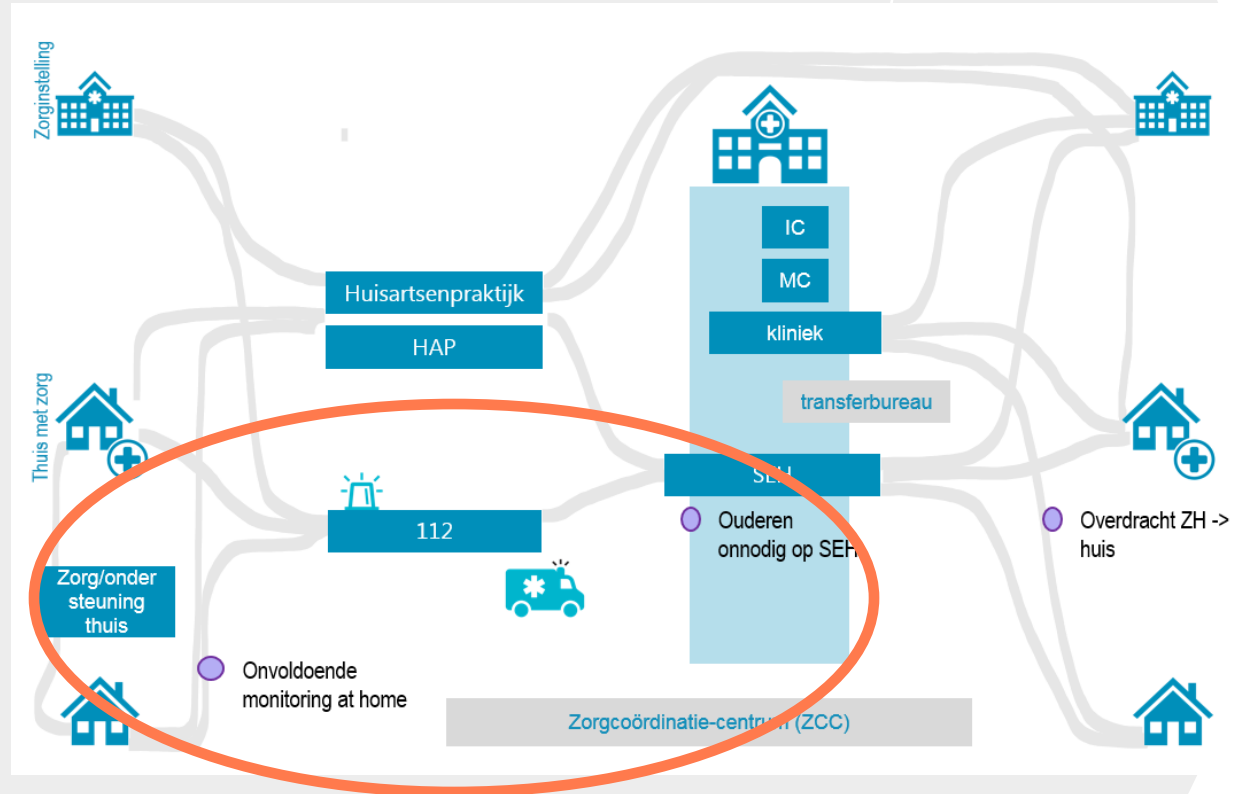 Zorginstelling
IC
MC
Huisartsenpraktijk
kliniek
HAP
transferbureau
Thuis met zorg
SEH
112
Ouderen
onnodig op SEH
Overdracht ZH ->
huis
Zorg/onder
steuning
thuis
Onvoldoende
monitoring at home
Zorgcoördinatie-centrum (ZCC)